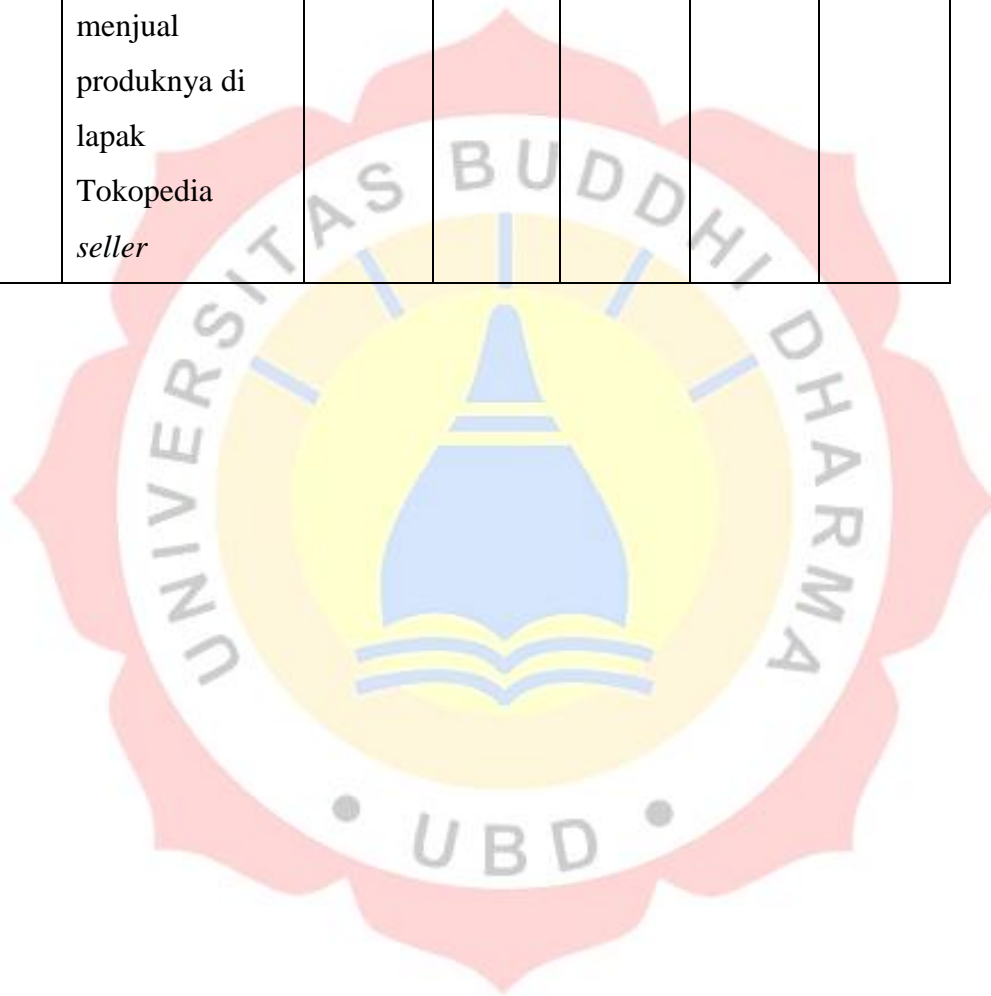 menjual
produknya di
lapak
Tokopedia
seller
UNIVERSITAS BUDDHI DHARMA
• UBD •